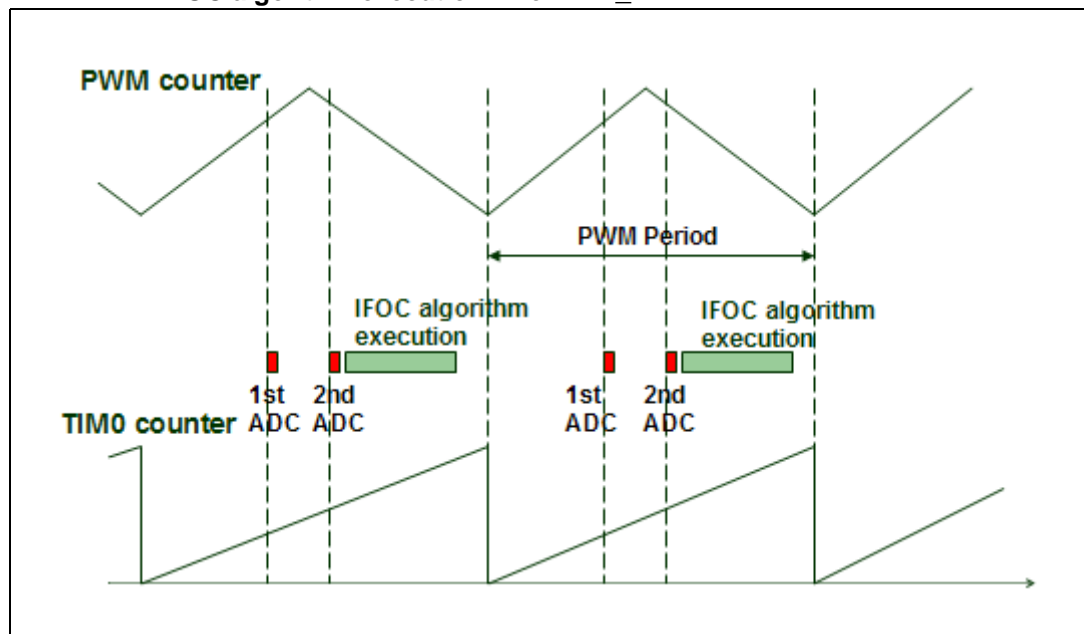 PWM counter
PWM Period
IFOC algorithm
execution
IFOC algorithm
execution
1st
ADC
2nd
ADC
1st
ADC
2nd
ADC
TIM0 counter